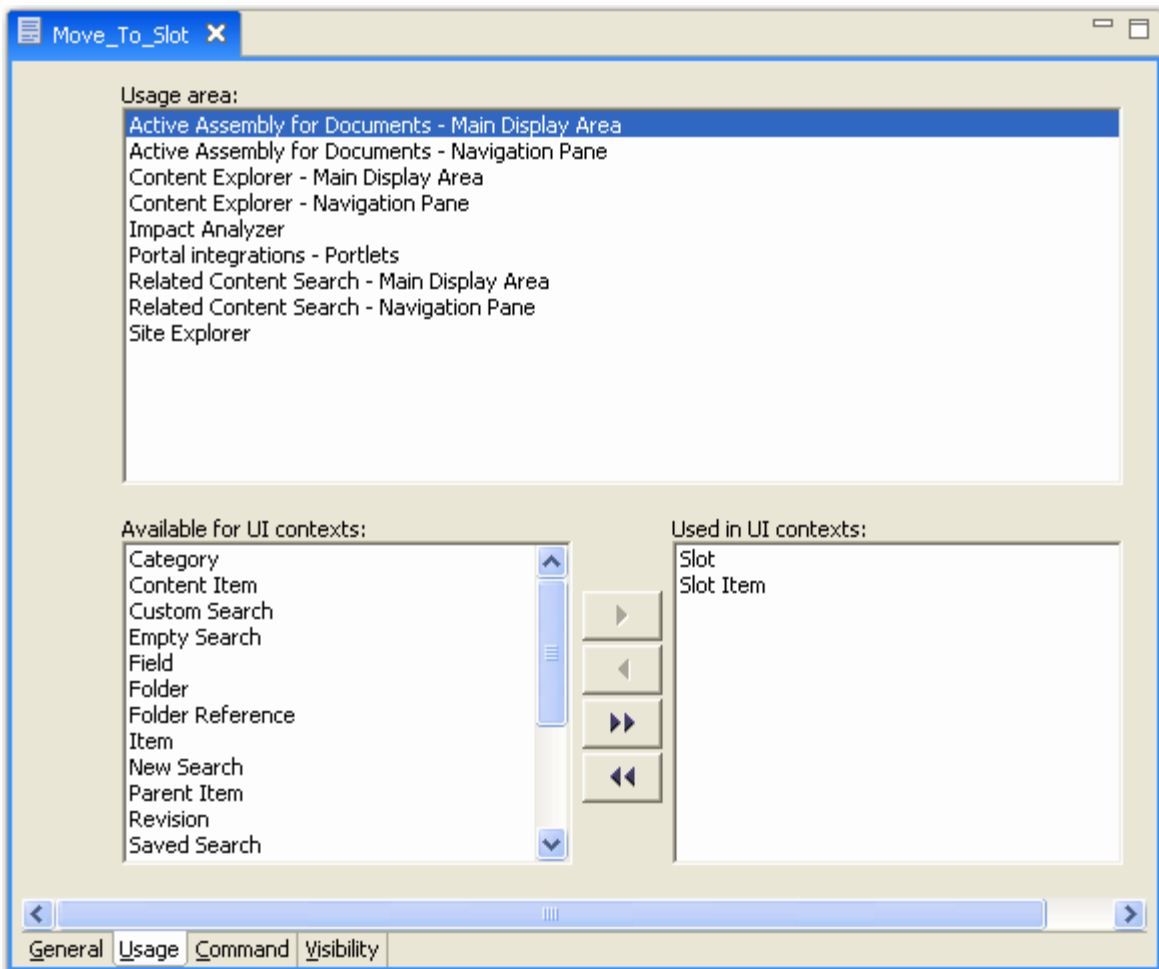 Move_To_Slot
Usage area:
Active Assembly for Documents - Main Display Area
Active Assembly for Documents - Navigation Pane
Content Explorer - Main Display Area
Content Explorer - Navigation Pane
Impact Analyzer
Portal integrations - Portlets
Related Content Search - Main Display Area
Related Content Search - Navigation Pane
Site Explorer
Available for UI contexts:
Category
Content Item
Custom Search
Empty Search
Field
Folder
Folder Reference
Item
New Search
Parent Item
Revision
Saved Search
Used in UI contexts:
Slot
Slot Item
General Usage Command Visibility